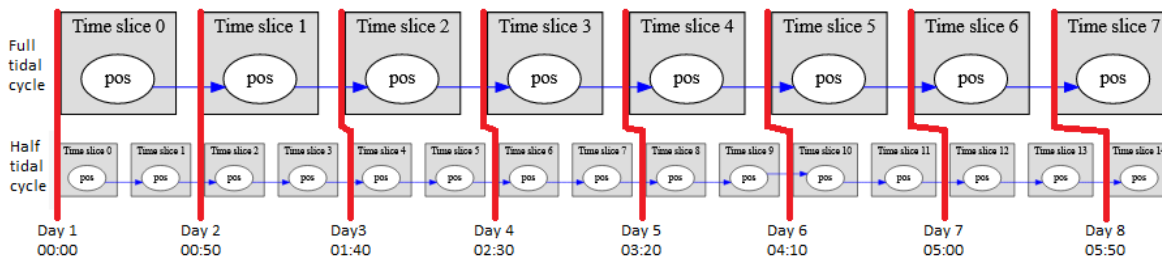 Full
tidal
cycle
Time slice 0 Time slice 1 Time slice 2 Time slice 3 Time slice 4 Time slice 5 Time slice 6 Time slice 7
pos pos pos pos pos pos pos pos
Half
tidal
cycle
Time slice 0 Time slice 1 Time slice 2 Time slice 3 Time slice 4 Time slice 5 Time slice 6 Time slice 7 Time slice 8 Time slice 9 Time slice 10 Time slice 11 Time slice 12 Time slice 13 Time slice 14
pos pos pos pos pos pos pos pos pos pos pos pos pos pos pos
Day 1 Day 2 Day3 Day 4 Day 5 Day 6 Day 7 Day 8
00:00 00:50 01:40 02:30 03:20 04:10 05:00 05:50